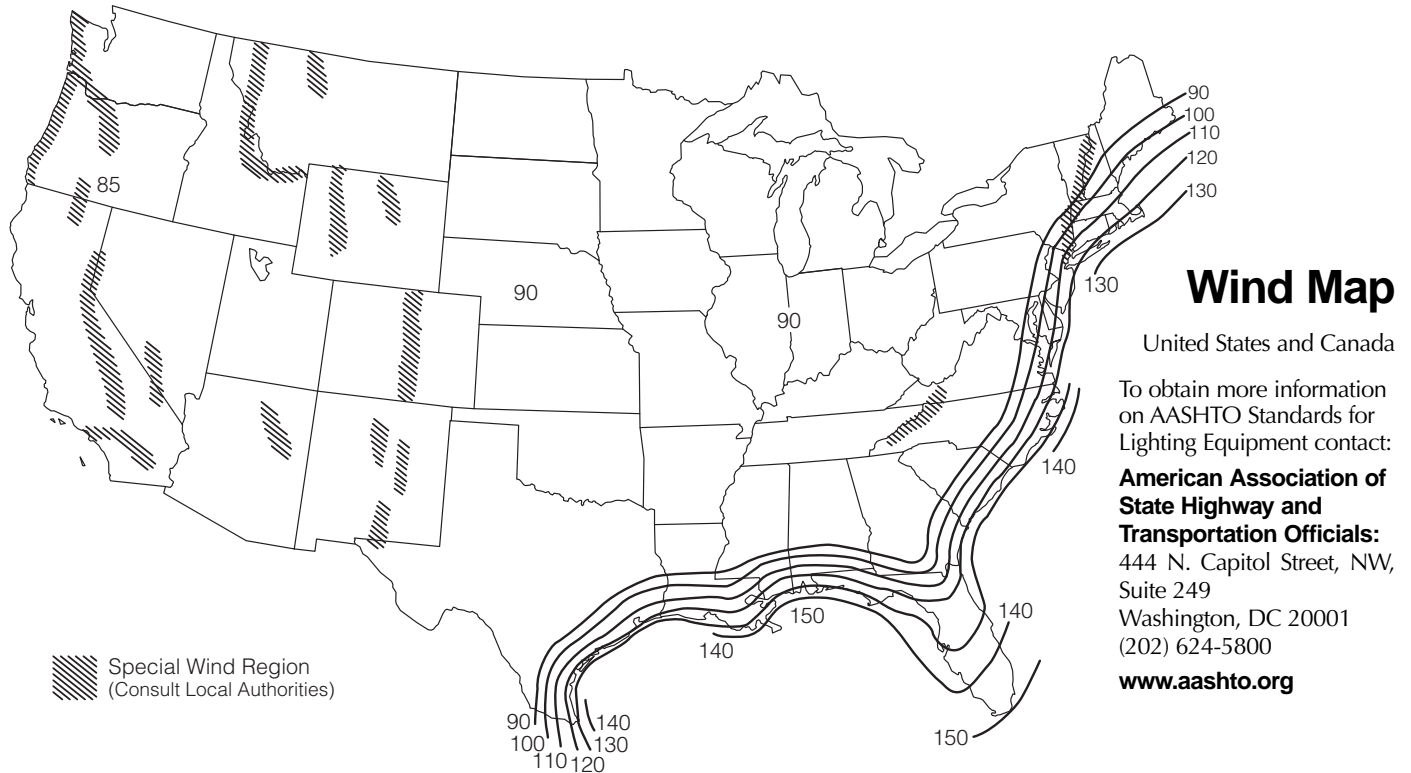 90
100
110
120
130
85
130
Wind Map
90
90
United States and Canada
To obtain more information
on AASHTO Standards for
Lighting Equipment contact:
140
American Association of
State Highway and
Transportation Officials:
444 N. Capitol Street, NW,
Suite 249
Washington, DC 20001
(202) 624-5800
www.aashto.org
150
140
140
Special Wind Region
(Consult Local Authorities)
90
100
110
120
130
140
150